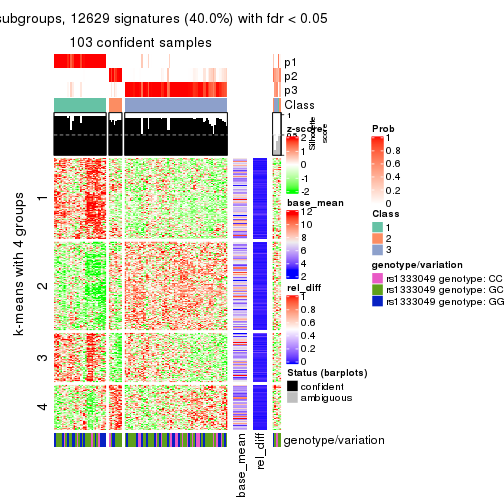 subgroups, 12629 signatures (40.0%) with fdr < 0.05
103 confident samples
p1
p2
p3
Class
1
Silhouette
score
k-means with 4 groups
1
2
3
4
z-score
2
1
0
-1
-2
base_mean
12
10
8
6
4
2
rel_diff
1
0.8
0.6
0.4
0.2
0
Status (barplots)
confident
ambiguous
Prob
1
0.8
0.6
0.4
0.2
0
Class
1
2
3
genotype/variation
rs1333049 genotype: CC
rs1333049 genotype: GC
rs1333049 genotype: GG
genotype/variation
base_mean
rel_diff